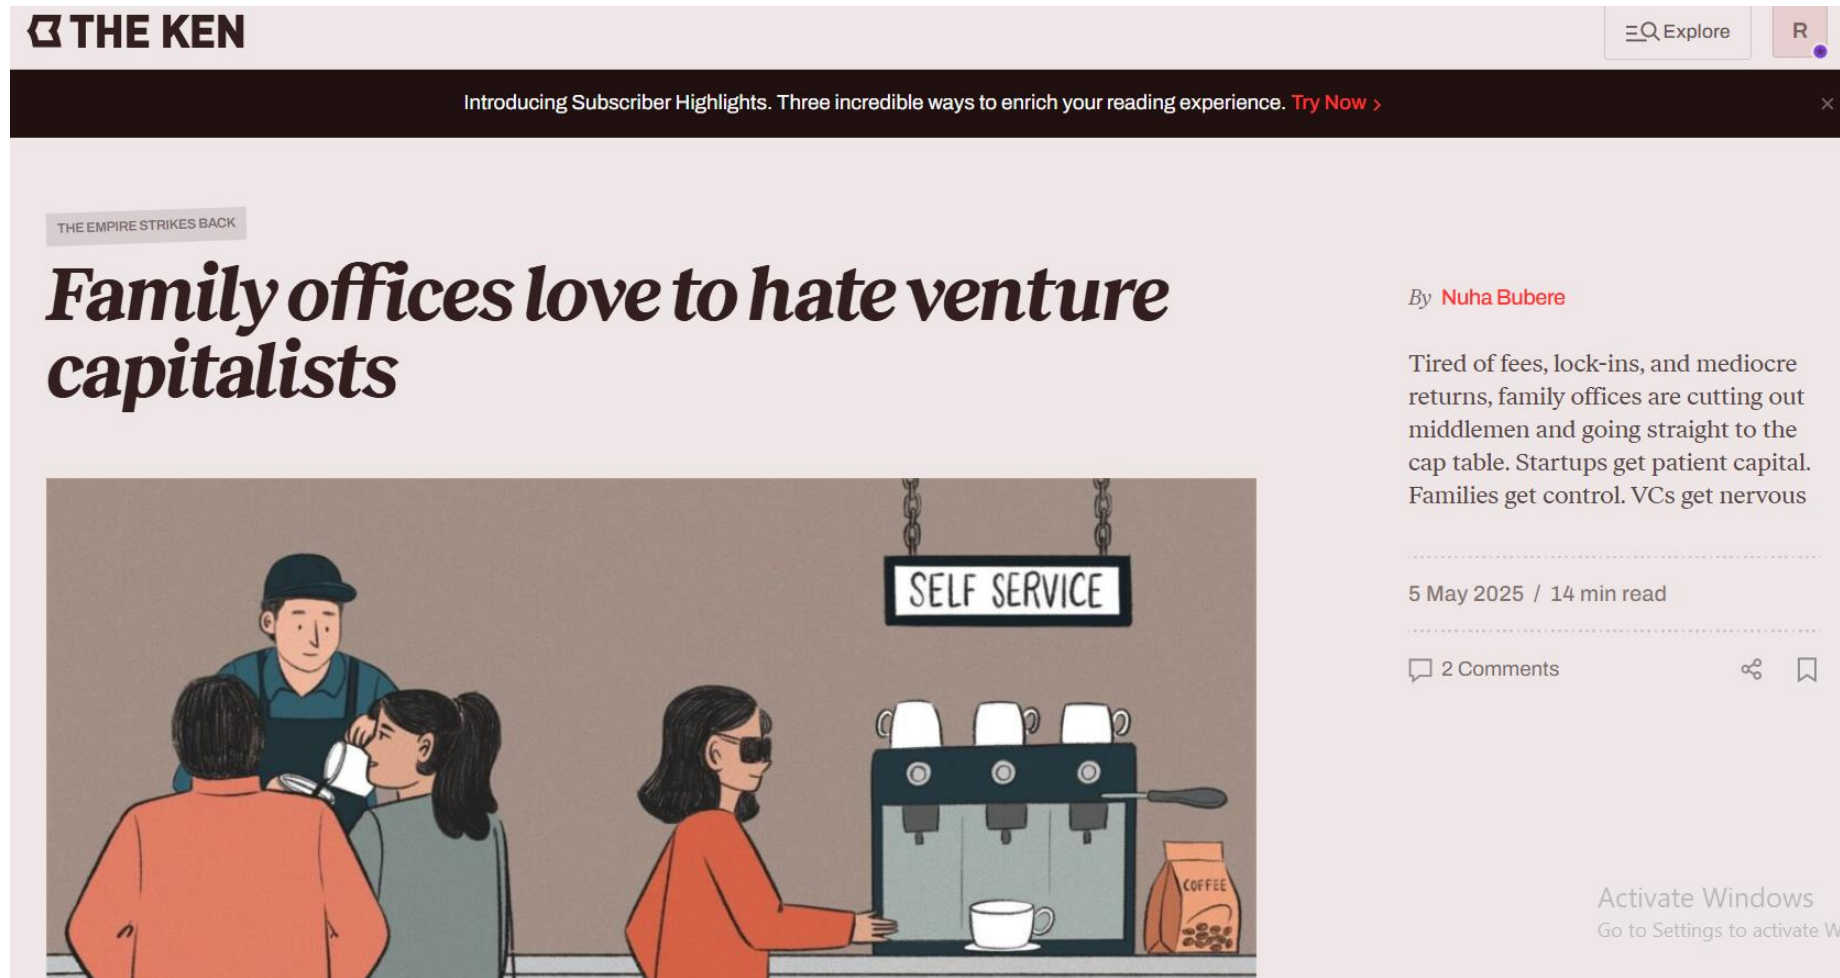 THE KEN
Explore
R
Introducing Subscriber Highlights. Three incredible ways to enrich your reading experience. Try Now >
THE EMPIRE STRIKES BACK
Family offices love to hate venture
capitalists
By Nuha Bubere
Tired of fees, lock-ins, and mediocre
returns, family offices are cutting out
middlemen and going straight to the
cap table. Startups get patient capital.
Families get control. VCs get nervous
5 May 2025 / 14 min read
2 Comments
SELF SERVICE
COFFEE
Activate Windows
Go to Settings to activate W